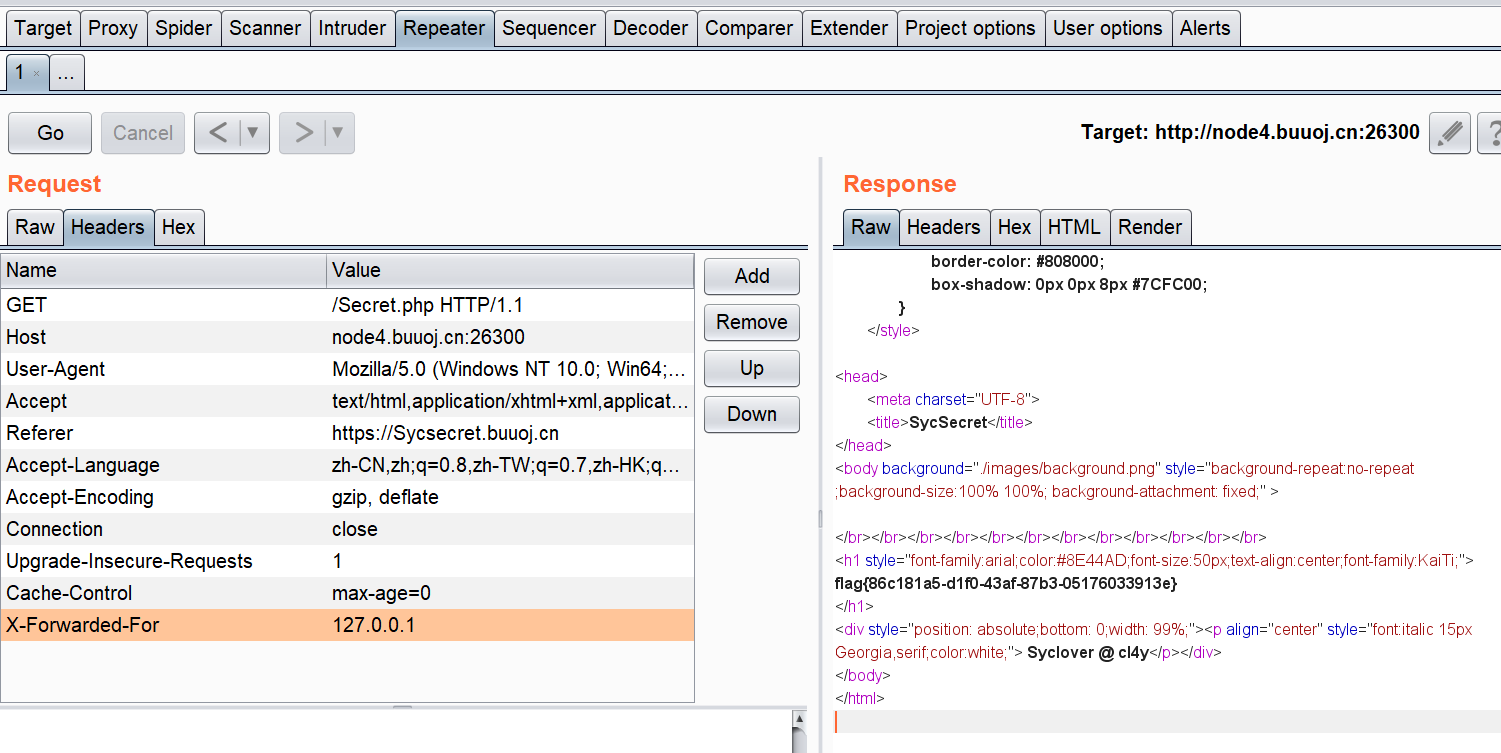 Target Proxy Spider Scanner Intruder Repeater Sequencer Decoder Comparer Extender Project options User options Alerts
1 × ...
Go Cancel < ▼ > ▼ Target: http://node4.buuoj.cn:26300 ?
Request
Raw Headers Hex
Name Value
GET /Secret.php HTTP/1.1
Host node4.buuoj.cn:26300
User-Agent Mozilla/5.0 (Windows NT 10.0; Win64;...
Accept text/html,application/xhtml+xml,applicat...
Referer https://Sycsecret.buuoj.cn
Accept-Language zh-CN,zh;q=0.8,zh-TW;q=0.7,zh-HK;q...
Accept-Encoding gzip, deflate
Connection close
Upgrade-Insecure-Requests 1
Cache-Control max-age=0
X-Forwarded-For 127.0.0.1
Add
Remove
Up
Down
Response
Raw Headers Hex HTML Render
border-color: #808000;
box-shadow: 0px 0px 8px #7CFC00;
}
</style>
<head>
<meta charset="UTF-8">
<title>SycSecret</title>
</head>
<body background="./images/background.png" style="background-repeat:no-repeat
;background-size:100% 100%; background-attachment: fixed;" >
</br></br></br></br></br></br></br></br></br></br></br></br>
<h1 style="font-family:arial;color:#8E44AD;font-size:50px;text-align:center;font-family:KaiTi;">
flag{86c181a5-d1f0-43af-87b3-05176033913e}
</h1>
<div style="position: absolute;bottom: 0;width: 99%;"><p align="center" style="font:italic 15px
Georgia,serif;color:white;"> Syclover @ cl4y</p></div>
</body>
</html>